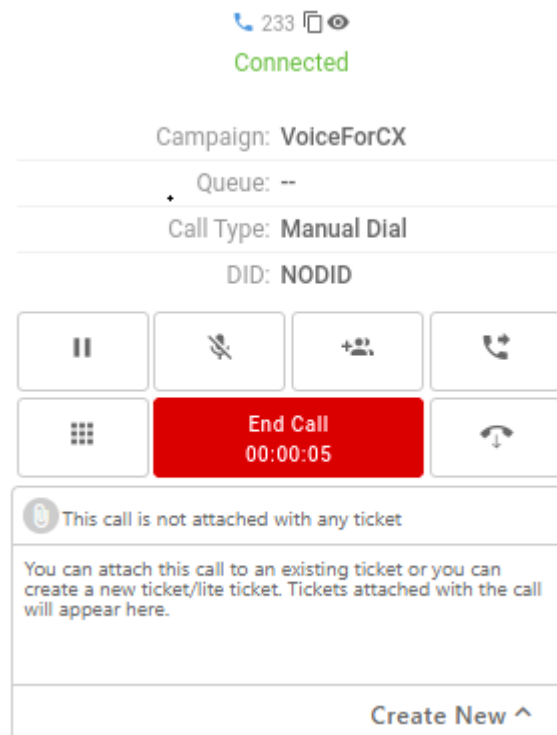 233
Connected
Campaign: VoiceForCX
Queue: --
Call Type: Manual Dial
DID: NODID
End Call
00:00:05
This call is not attached with any ticket
You can attach this call to an existing ticket or you can
create a new ticket/lite ticket. Tickets attached with the call
will appear here.
Create New